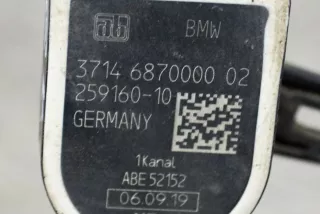 BMW
3714 6870000 02
259160-10
GERMANY
1Kanal
ABE 52152
06.09.19